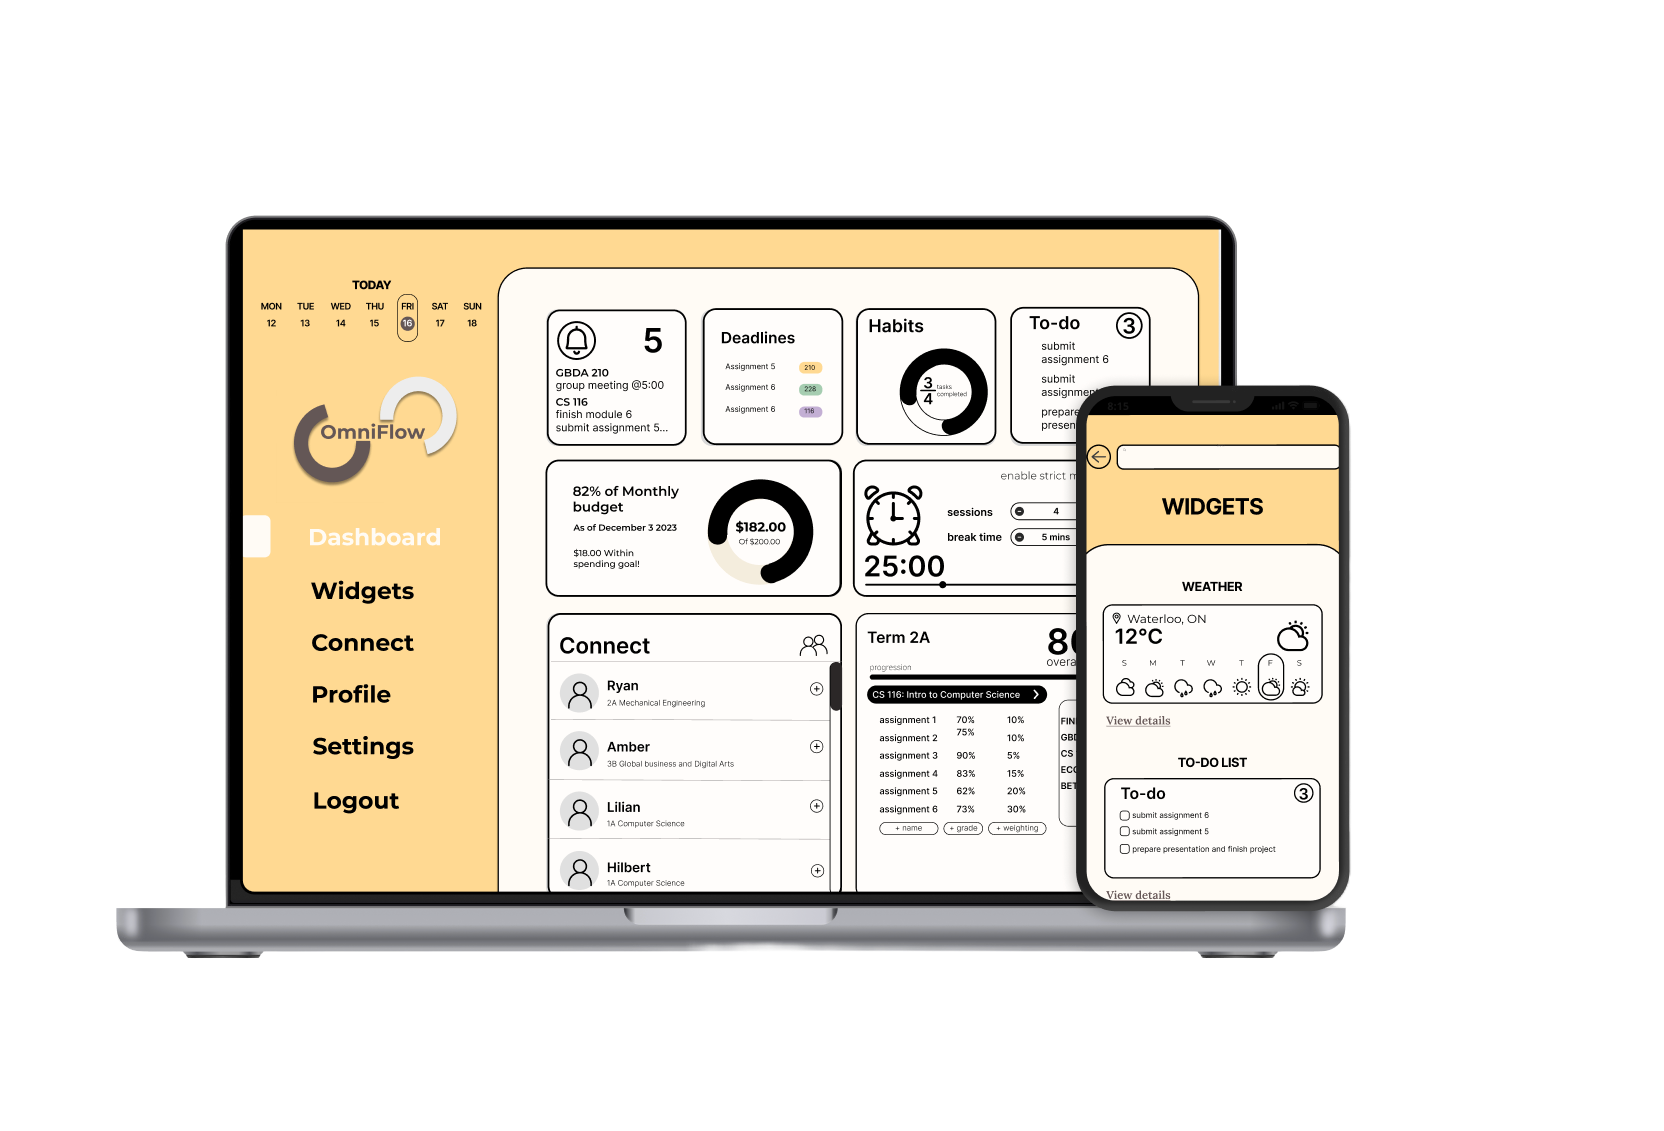 TODAY
MON TUE WED THU FRI SAT SUN
12 13 14 15 16 17 18
OmniFlow
Dashboard
Widgets
Connect
Profile
Settings
Logout
5
GBDA 210
group meeting @5:00
CS 116
finish module 6
submit assignment 5...
Deadlines
Assignment 5 210
Assignment 6 228
Assignment 6 116
Habits
3
4
tasks
completed
To-do 3
submit
assignment 6
submit
assignment
prepare
presen
82% of Monthly
budget
As of December 3 2023
$18.00 Within
spending goal!
$182.00
Of $200.00
enable strict m
sessions 4
break time 5 mins
25:00
Connect
Ryan
2A Mechanical Engineering
Amber
3B Global business and Digital Arts
Lilian
1A Computer Science
Hilbert
1A Computer Science
Term 2A
overa
progression
CS 116: Intro to Computer Science
assignment 1 70% 10%
75%
assignment 2 10%
assignment 3 90% 5%
assignment 4 83% 15%
assignment 5 62% 20%
assignment 6 73% 30%
+ name + grade + weighting
FIN
GBD
CS
ECO
BET
8:15
WIDGETS
WEATHER
Waterloo, ON
12°C
S M T W T F S
View details
TO-DO LIST
To-do 3
submit assignment 6
submit assignment 5
prepare presentation and finish project
View details